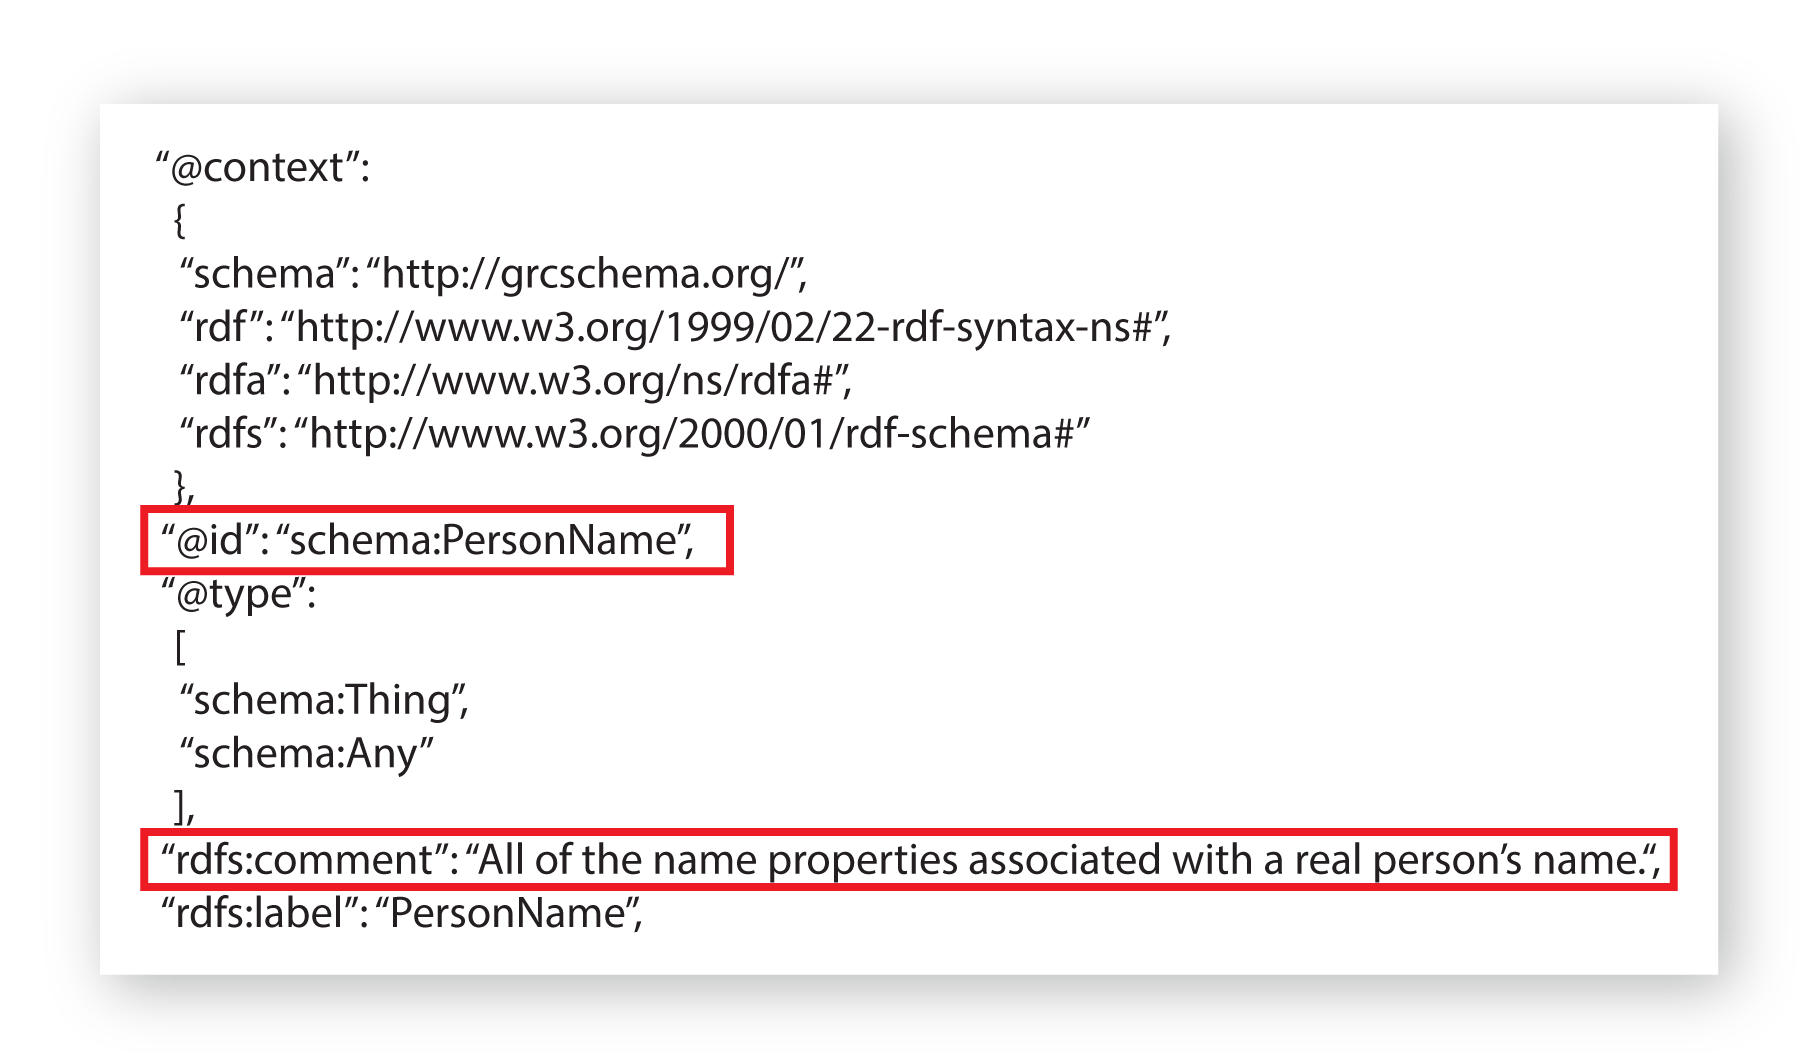 “@context”:
{
“schema”: “http://grcschema.org/”,
“rdf”: “http://www.w3.org/1999/02/22-rdf-syntax-ns#”,
“rdfa”: “http://www.w3.org/ns/rdfa#”,
“rdfs”: “http://www.w3.org/2000/01/rdf-schema#”
},
“@id”: “schema:PersonName”,
“@type”:
[
“schema:Thing”,
“schema:Any”
],
“rdfs:comment”: “All of the name properties associated with a real person’s name.“,
“rdfs:label”: “PersonName”,